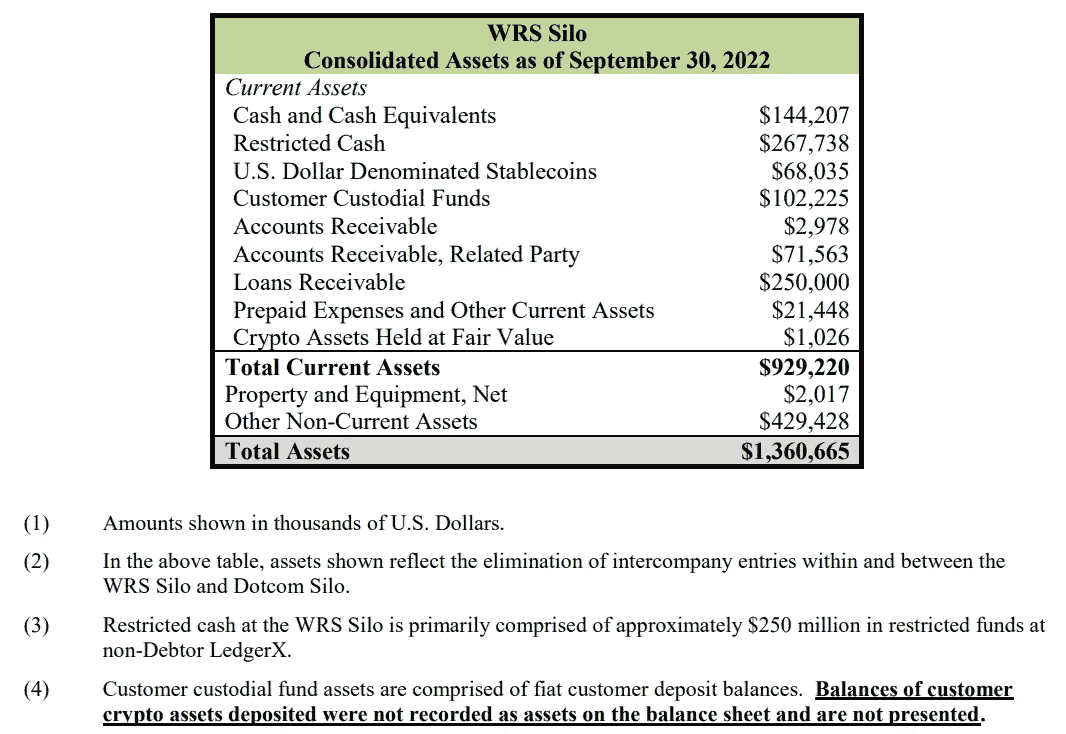 WRS Silo
Consolidated Assets as of September 30, 2022
Current Assets
Cash and Cash Equivalents $144,207
Restricted Cash $267,738
U.S. Dollar Denominated Stablecoins $68,035
Customer Custodial Funds $102,225
Accounts Receivable $2,978
Accounts Receivable, Related Party $71,563
Loans Receivable $250,000
Prepaid Expenses and Other Current Assets $21,448
Crypto Assets Held at Fair Value $1,026
Total Current Assets $929,220
Property and Equipment, Net $2,017
Other Non-Current Assets $429,428
Total Assets $1,360,665
(1) Amounts shown in thousands of U.S. Dollars.
(2) In the above table, assets shown reflect the elimination of intercompany entries within and between the
WRS Silo and Dotcom Silo.
(3) Restricted cash at the WRS Silo is primarily comprised of approximately $250 million in restricted funds at
non-Debtor LedgerX.
(4) Customer custodial fund assets are comprised of fiat customer deposit balances. Balances of customer
crypto assets deposited were not recorded as assets on the balance sheet and are not presented.